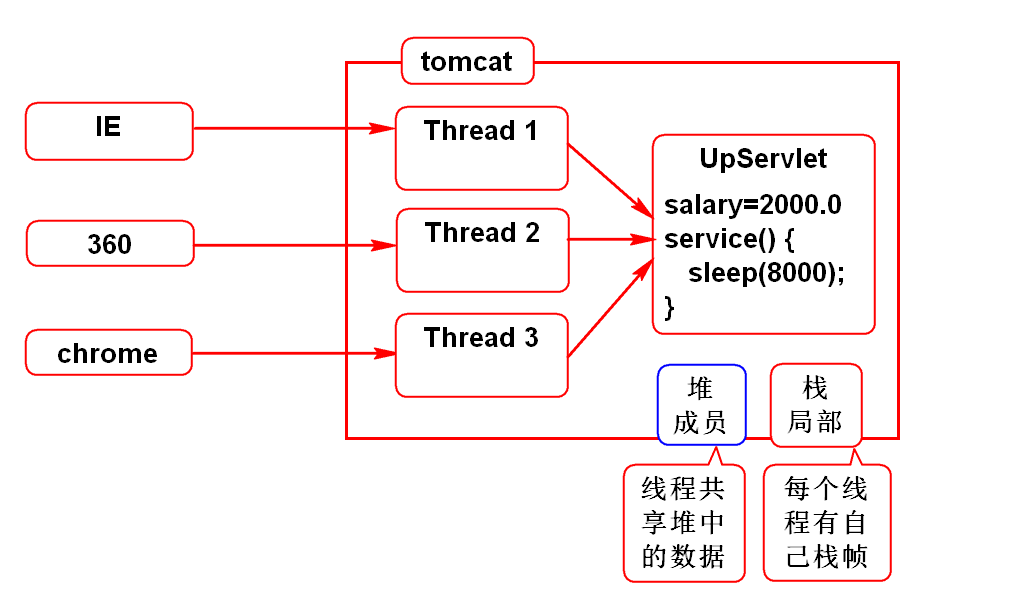 tomcat
IE
Thread 1
UpServlet
salary=2000.0
service() {
sleep(8000);
}
360
Thread 2
chrome
Thread 3
堆
成员
栈
局部
线程共
享堆中
的数据
每个线
程有自
己栈帧